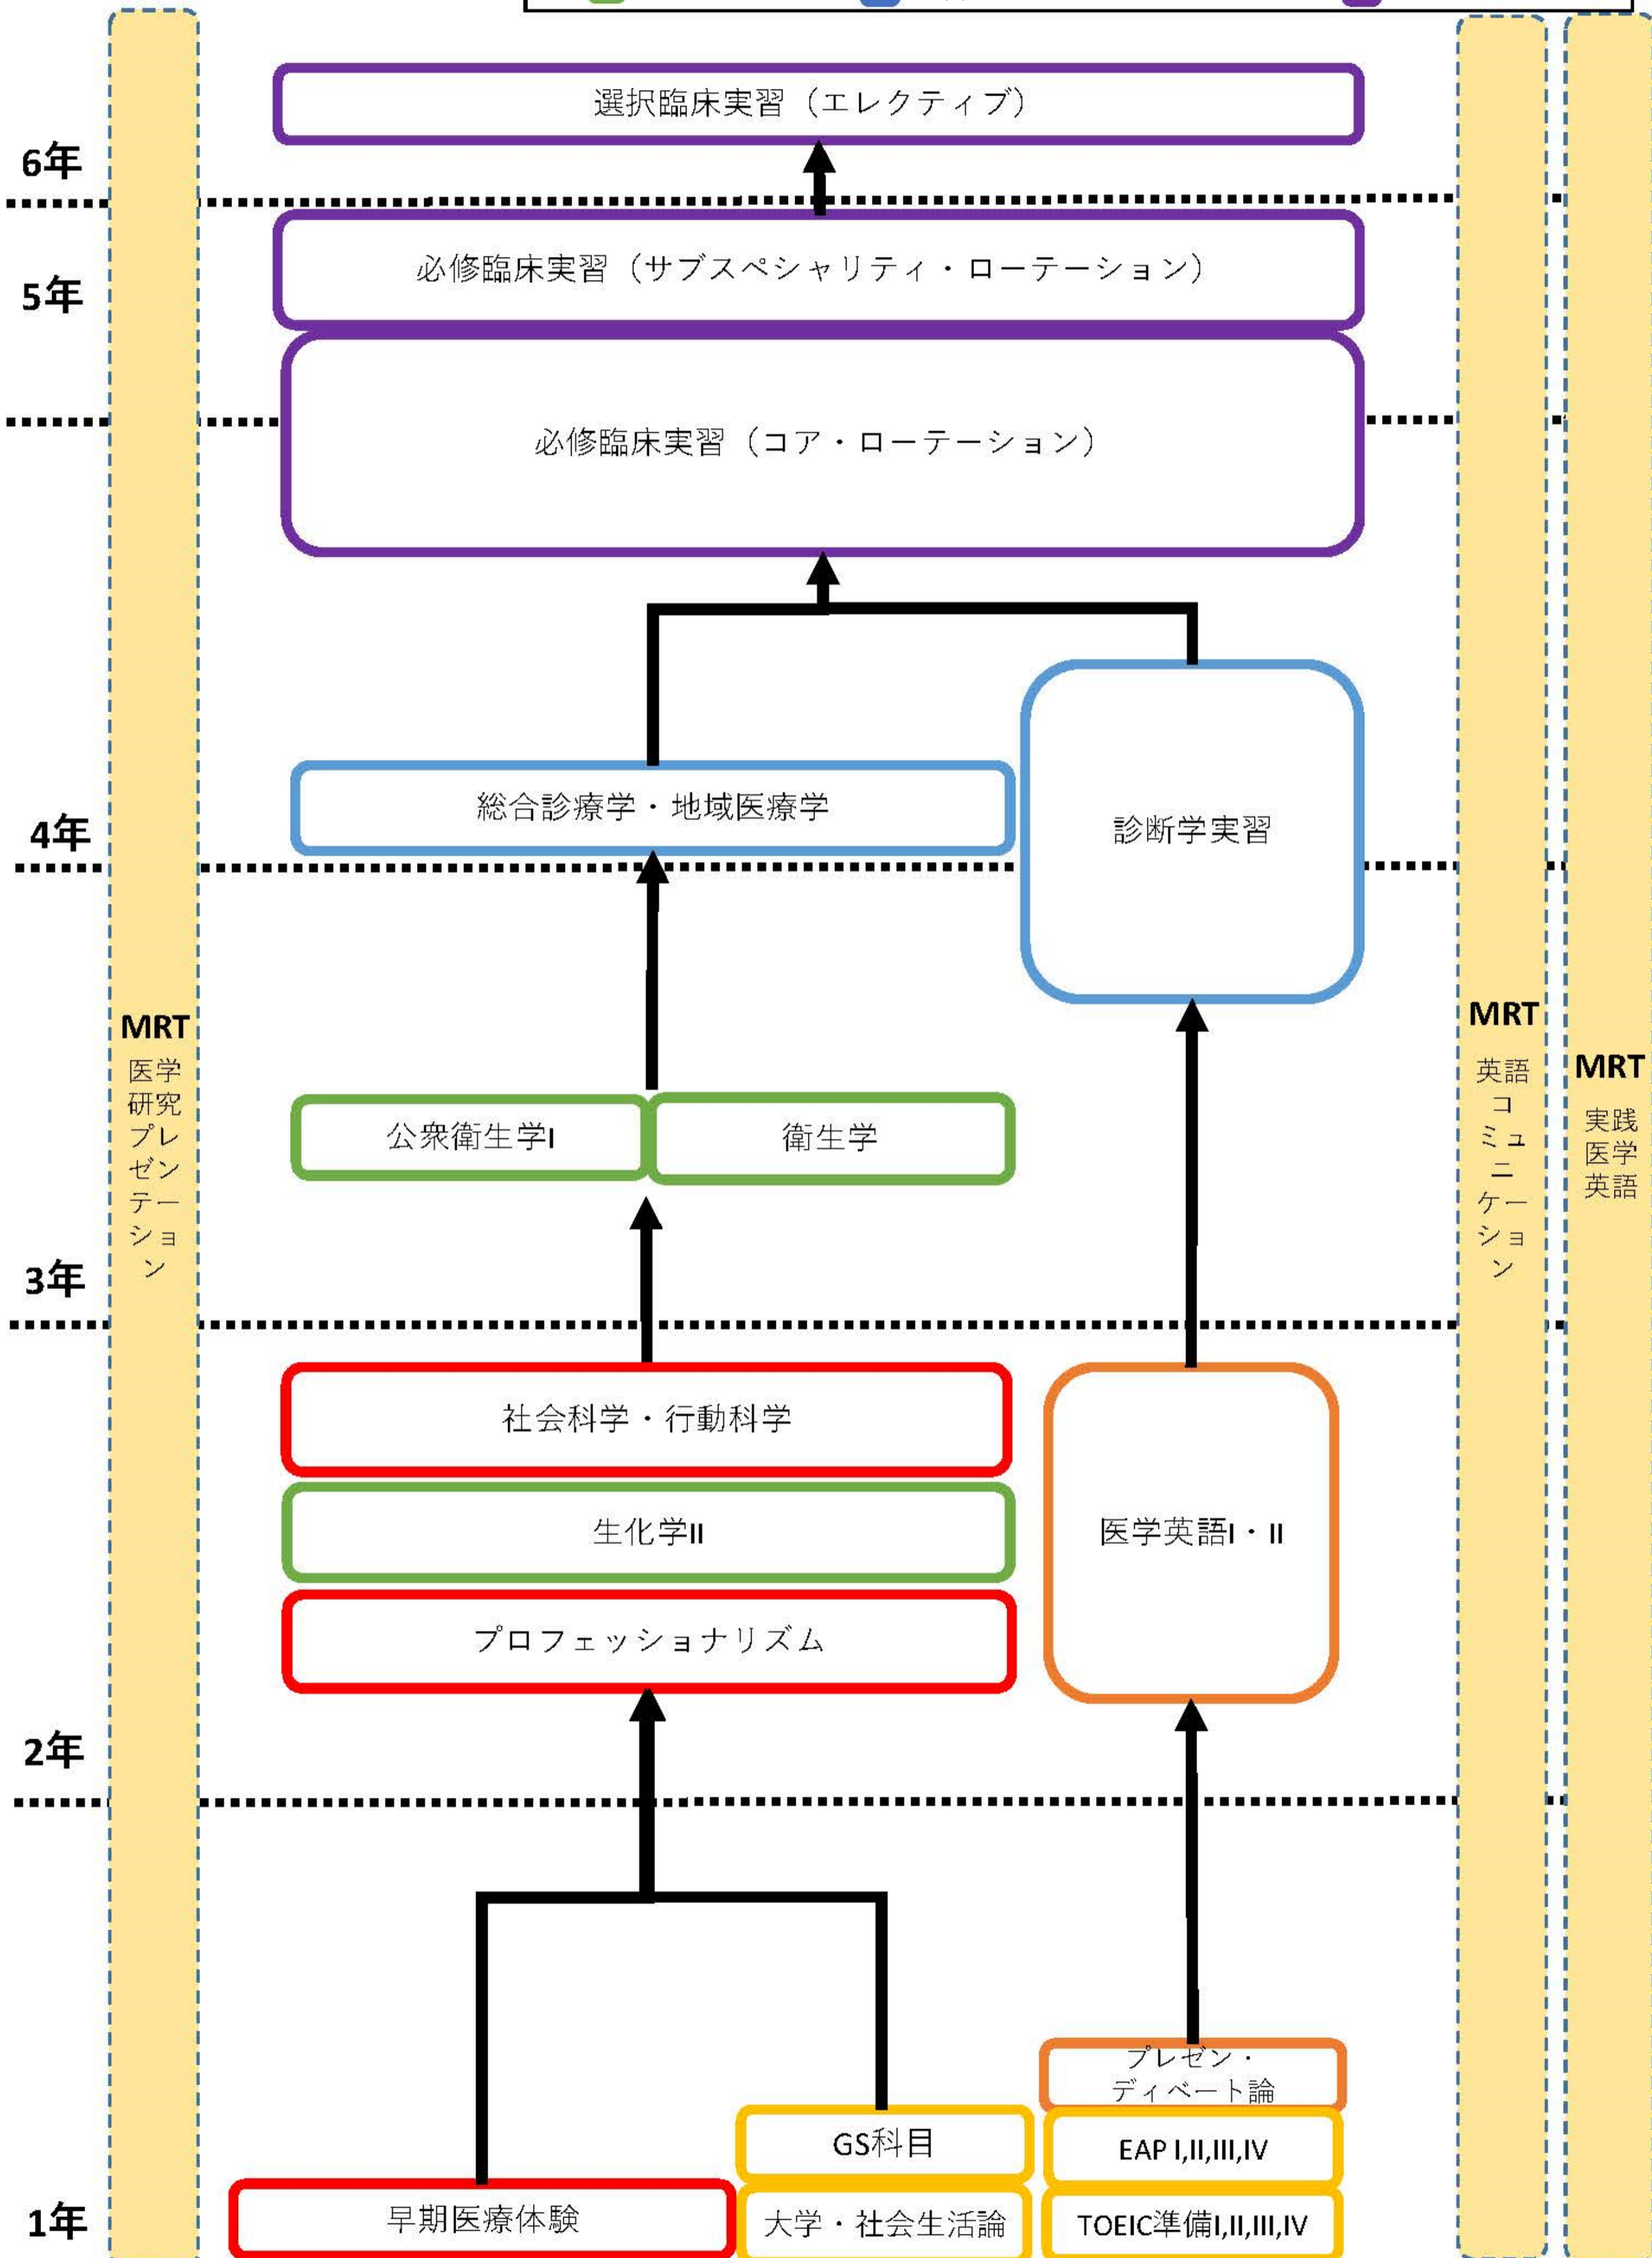 選択臨床実習（エレクティブ）
6年
必修臨床実習（サブスペシャリティ・ローテーション）
5年
必修臨床実習（コア・ローテーション）
総合診療学・地域医療学
診断学実習
4年
MRT
医学
研究
プレ
ゼン
テー
ショ
ン
MRT
英語
コ
ミュ
ニ
ケー
ショ
ン
MRT
実践
医学
英語
公衆衛生学I
衛生学
3年
社会科学・行動科学
生化学II
医学英語I・II
プロフェッショナリズム
2年
プレゼン・
ディベート論
GS科目
EAP I,II,III,IV
1年
早期医療体験
大学・社会生活論
TOEIC準備I,II,III,IV